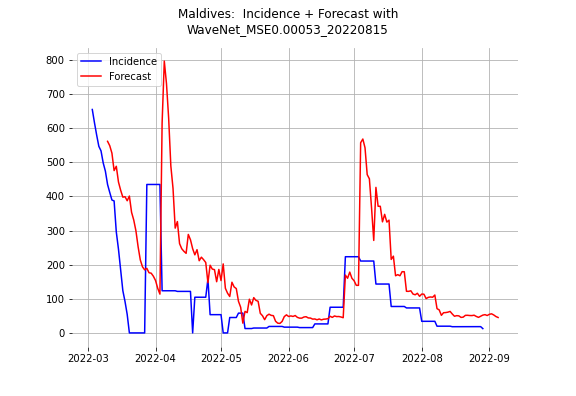 Maldives:  Incidence + Forecast with
WaveNet_MSE0.00053_20220815
Incidence
Forecast
800
700
600
500
400
300
200
100
0
2022-03 2022-04 2022-05 2022-06 2022-07 2022-08 2022-09